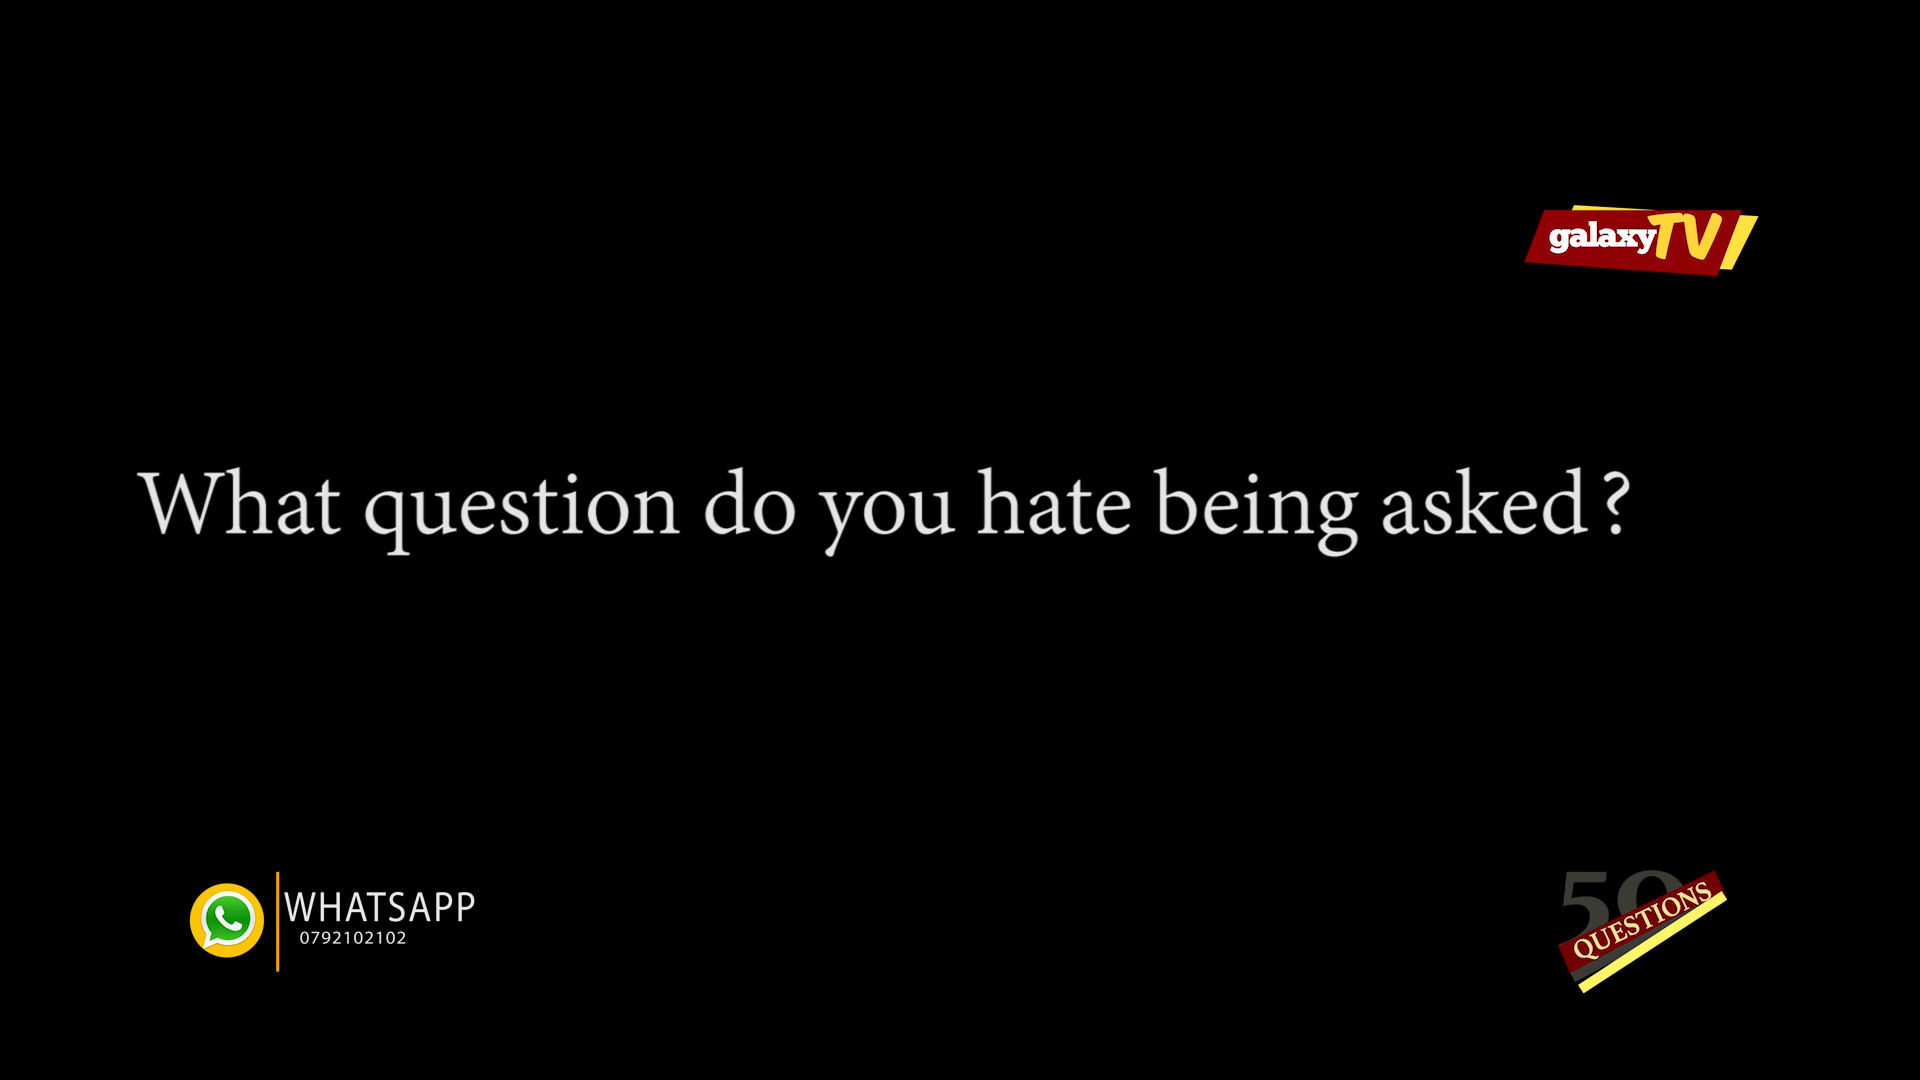 galaxyTV
What question do you hate being asked?
WHATSAPP
0792102102
50
QUESTIONS